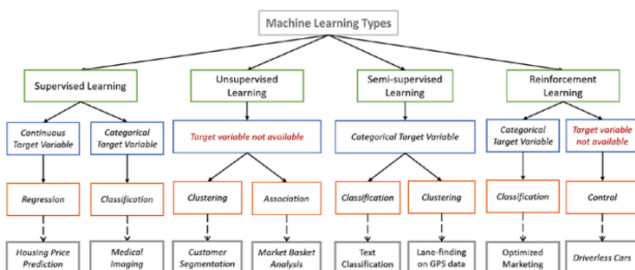 Machine Learning Types
Supervised Learning
Unsupervised
Learning
Semi-supervised
Learning
Reinforcement
Learning
Continuous
Target Variable
Categorical
Target Variable
Target variable not available
Categorical Target Variable
Categorical
Target Variable
Target variable
not available
Regression
Classification
Clustering
Association
Classification
Clustering
Classification
Control
Housing Price
Prediction
Medical
Imaging
Customer
Segmentation
Market Basket
Analysis
Text
Classification
Lane-finding
on GPS data
Optimized
Marketing
Driverless Cars